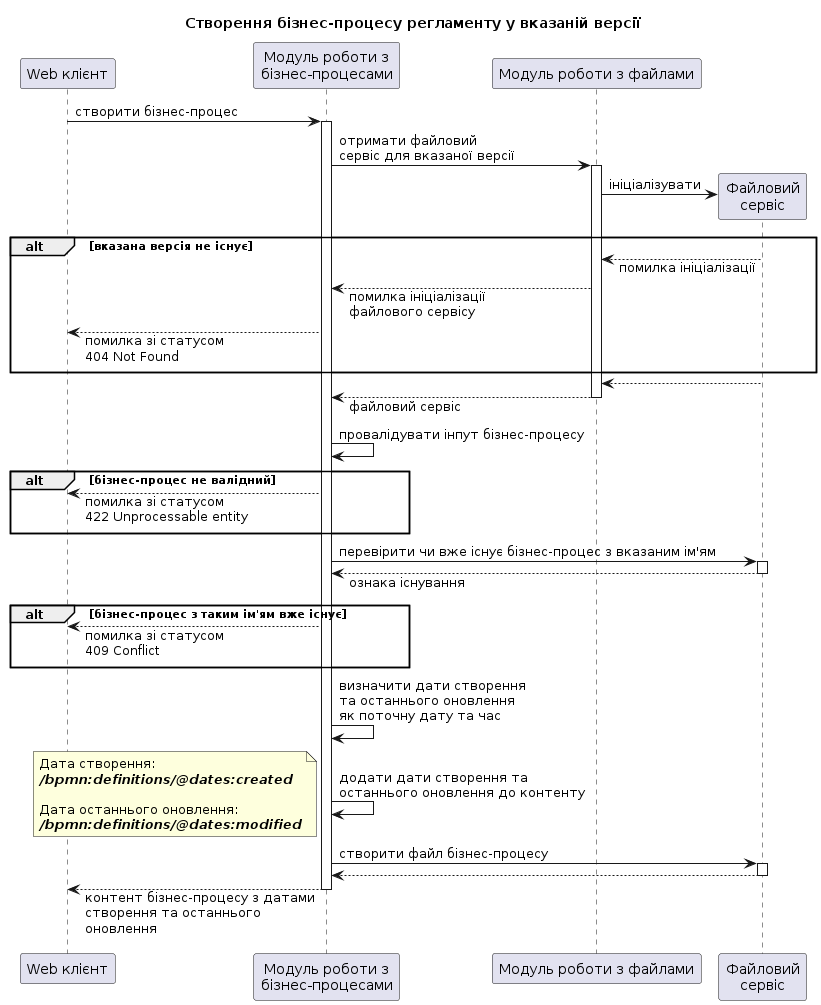 Створення бізнес-процесу регламенту у вказаній версії
Web клієнт
Модуль роботи з
бізнес-процесами
Модуль роботи з файлами
створити бізнес-процес
отримати файловий
сервіс для вказаної версії
ініціалізувати
Файловий
сервіс
alt
[вказана версія не існує]
помилка ініціалізації
помилка ініціалізації
файлового сервісу
помилка зі статусом
404 Not Found
файловий сервіс
провалідувати інпут бізнес-процесу
alt
[бізнес-процес не валідний]
помилка зі статусом
422 Unprocessable entity
перевірити чи вже існує бізнес-процес з вказаним ім'ям
ознака існування
alt
[бізнес-процес з таким ім'ям вже існує]
помилка зі статусом
409 Conflict
визначити дати створення
та останнього оновлення
як поточну дату та час
Дата створення:
/bpmn:definitions/@dates:created
Дата останнього оновлення:
/bpmn:definitions/@dates:modified
додати дати створення та
останнього оновлення до контенту
створити файл бізнес-процесу
контент бізнес-процесу з датами
створення та останнього
оновлення
Web клієнт
Модуль роботи з
бізнес-процесами
Модуль роботи з файлами
Файловий
сервіс